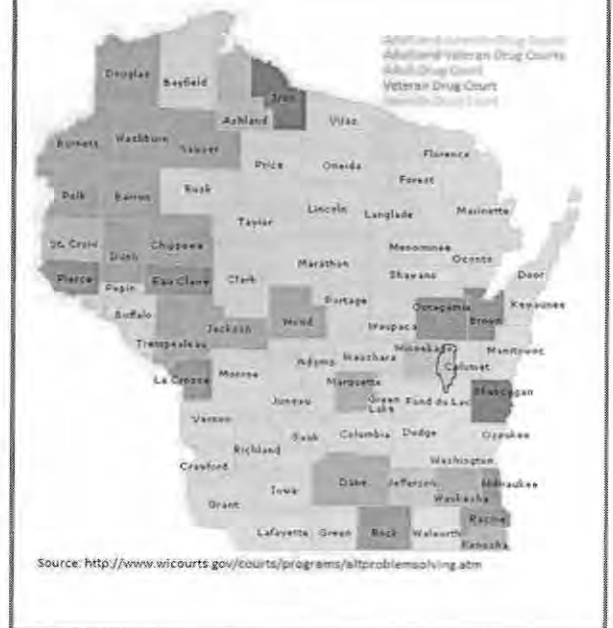 Adult and Veteran Drug Courts
Adult Drug Court
Veteran Drug Court
Douglas
Bayfield
Iron
Ashland
Vilas
Burnett
Washburn
Sawyer
Florence
Price
Oneida
Forest
Polk
Barron
Rusk
Lincoln
Langlade
Marinette
Taylor
St. Croix
Dunn
Chippewa
Menominee
Oconto
Marathon
Shawano
Door
Pierce
Pepin
Eau Claire
Clark
Portage
Outagamie
Kewaunee
Buffalo
Jackson
Wood
Waupaca
Brown
Trempealeau
Winnebago
Manitowoc
Adams
Waushara
Calumet
La Crosse
Monroe
Marquette
Sheboygan
Juneau
Green
Lake
Fond du Lac
Vernon
Sauk
Columbia
Dodge
Ozaukee
Richland
Washington
Crawford
Dane
Jefferson
Milwaukee
Iowa
Waukesha
Grant
Racine
Lafayette
Green
Rock
Walworth
Kenosha
Source: http://www.wicourts.gov/courts/programs/altproblemsolving.htm